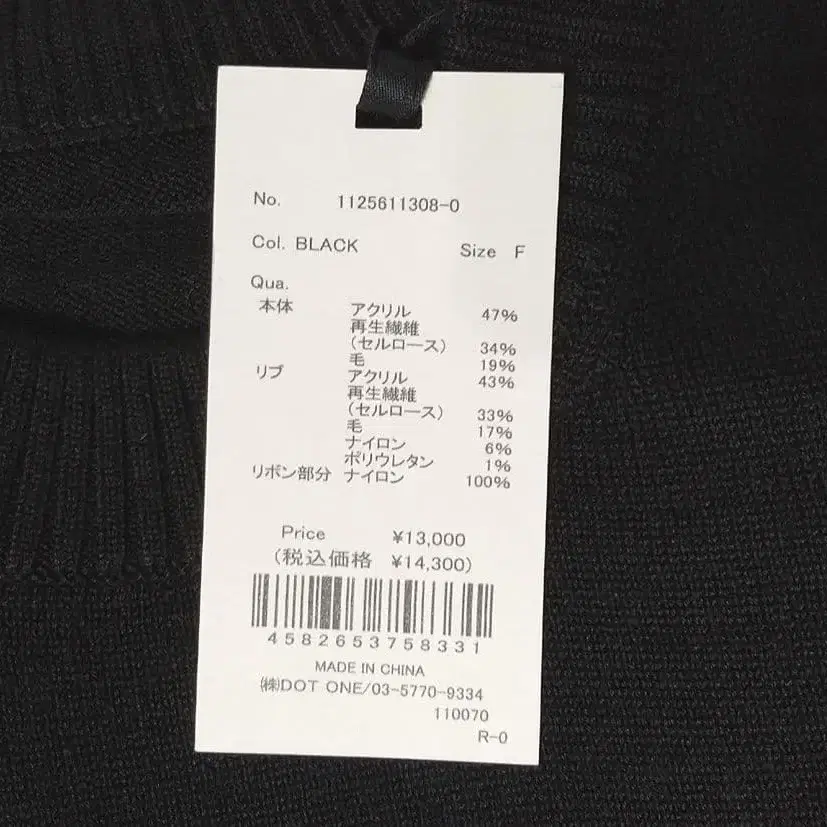 No. 1125611308-0
Col. BLACK Size F
Qua.
本体 アクリル 47%
再生繊維
(セルロース) 34%
毛 19%
リブ アクリル 43%
再生繊維
(セルロース) 33%
毛 17%
ナイロン 6%
ポリウレタン 1%
リボン部分 ナイロン 100%
Price ¥13,000
(税込価格 ¥14,300)
4582653758331
MADE IN CHINA
㈱DOT ONE/03-5770-9334
110070
R-0